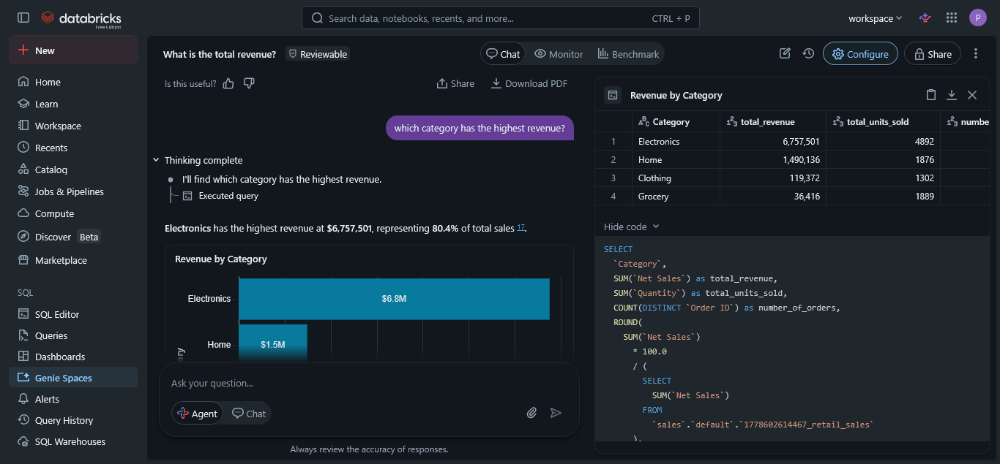 databricks
Free Edition
Search data, notebooks, recents, and more...
CTRL + P
workspace
P
New
Home
Learn
Workspace
Recents
Catalog
Jobs & Pipelines
Compute
Discover Beta
Marketplace
SQL
SQL Editor
Queries
Dashboards
Genie Spaces
Alerts
Query History
SQL Warehouses
What is the total revenue? Reviewable
Chat Monitor Benchmark
Configure Share
Is this useful? Share Download PDF
which category has the highest revenue?
Thinking complete
I'll find which category has the highest revenue.
Executed query
Electronics has the highest revenue at $6,757,501, representing 80.4% of total sales 17.
Revenue by Category
Electronics $6.8M
Home $1.5M
Ask your question...
Agent Chat
Always review the accuracy of responses.
Revenue by Category
Category total_revenue total_units_sold numbe
1 Electronics 6,757,501 4892
2 Home 1,490,136 1876
3 Clothing 119,372 1302
4 Grocery 36,416 1889
Hide code
SELECT
`Category`,
SUM(`Net Sales`) as total_revenue,
SUM(`Quantity`) as total_units_sold,
COUNT(DISTINCT `Order ID`) as number_of_orders,
ROUND(
SUM(`Net Sales`)
* 100.0
/ (
SELECT
SUM(`Net Sales`)
FROM
`sales`.`default`.`1778602614467_retail_sales`
),